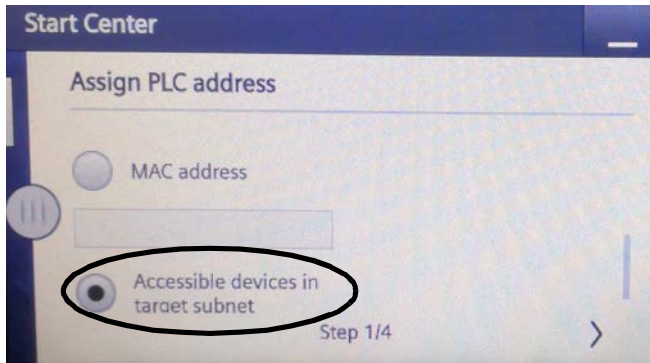 Start Center
Assign PLC address
MAC address
Accessible devices in
target subnet
Step 1/4